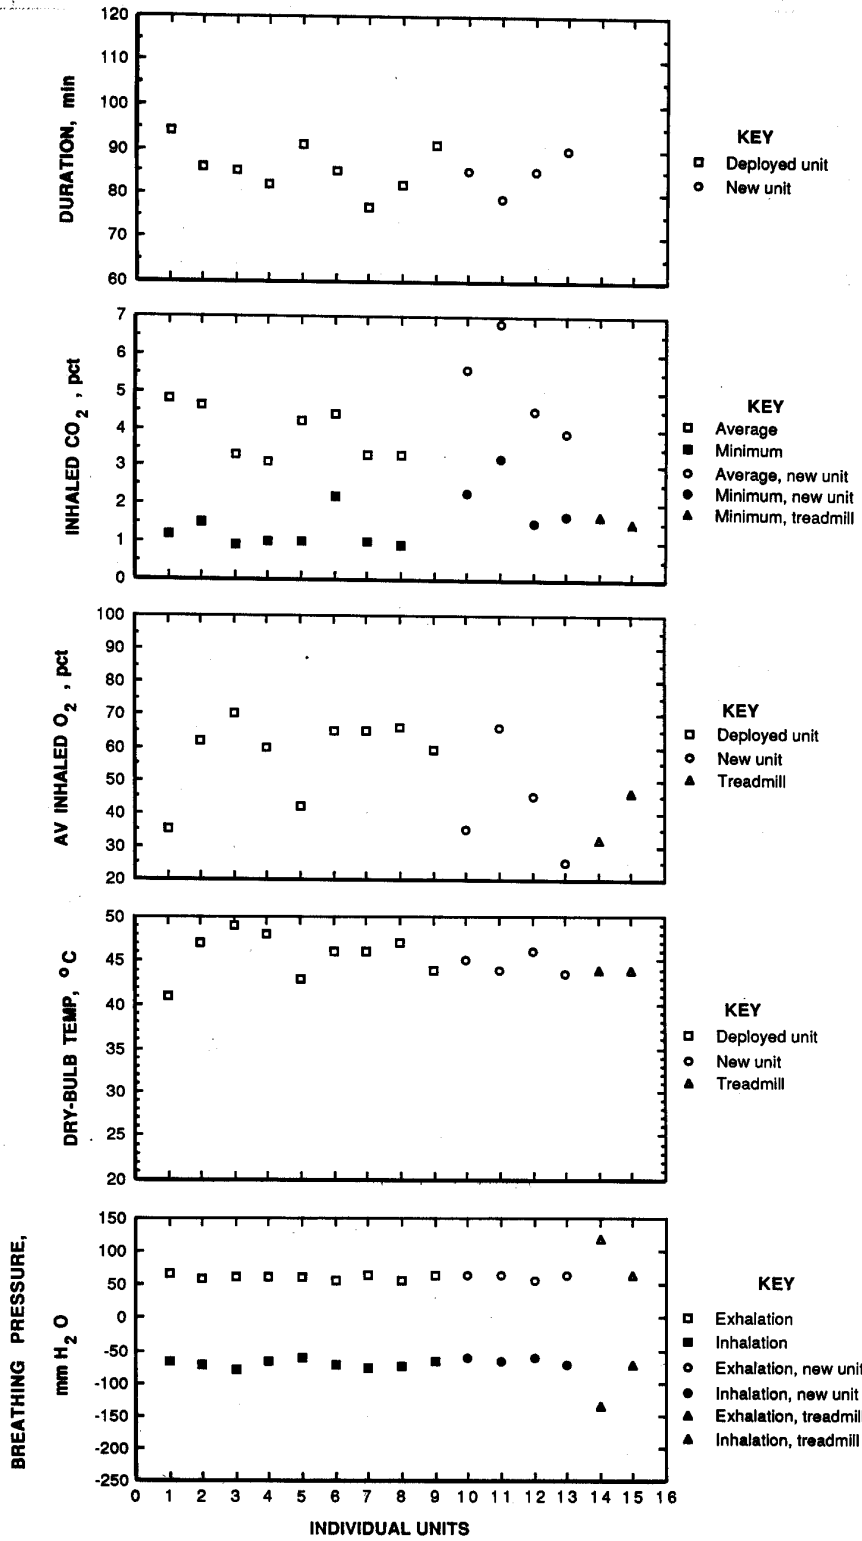 120
110
100
90
80
70
60
DURATION, min
KEY
Deployed unit
New unit
7
6
5
4
3
2
1
0
INHALED CO2 , pct
KEY
Average
Minimum
Average, new unit
Minimum, new unit
Minimum, treadmill
100
90
80
70
60
50
40
30
20
AV INHALED O2 , pct
KEY
Deployed unit
New unit
Treadmill
50
45
40
35
30
25
20
DRY-BULB TEMP, °C
KEY
Deployed unit
New unit
Treadmill
150
100
50
0
-50
-100
-150
-200
-250
BREATHING PRESSURE,
mm H2O
KEY
Exhalation
Inhalation
Exhalation, new unit
Inhalation, new unit
Exhalation, treadmill
Inhalation, treadmill
0 1 2 3 4 5 6 7 8 9 10 11 12 13 14 15 16
INDIVIDUAL UNITS